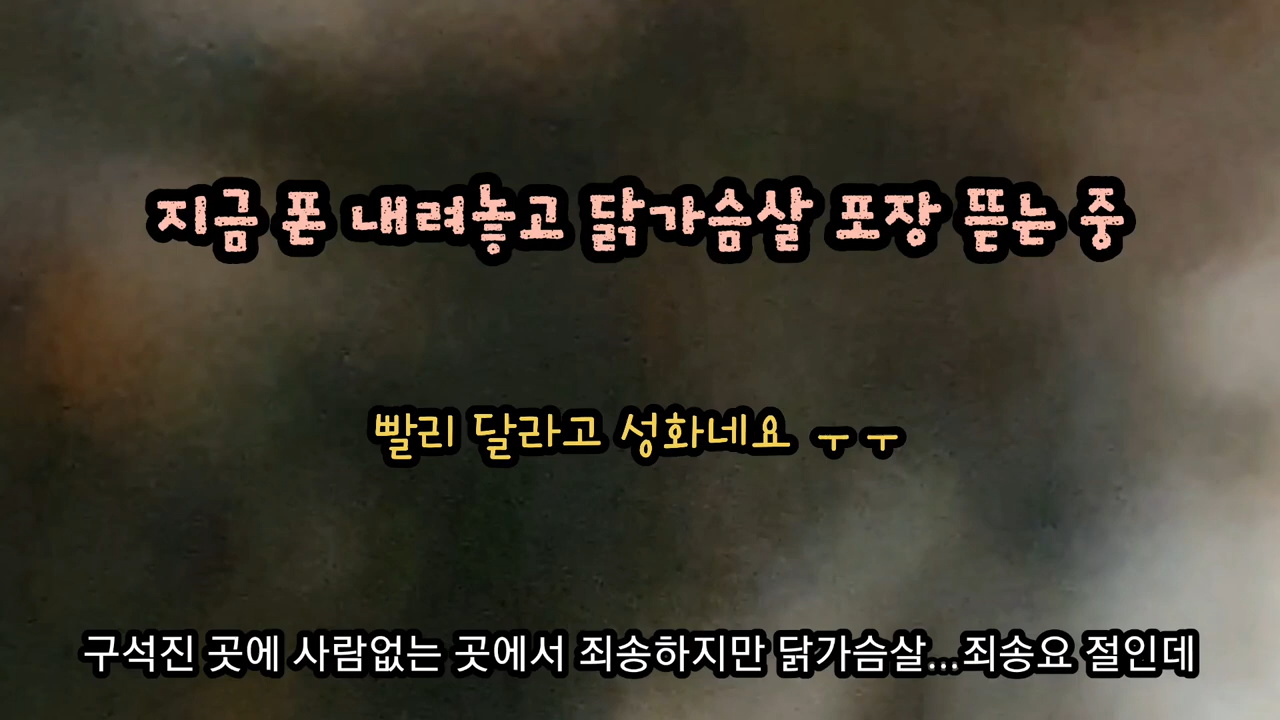 지금 폰 내려놓고 닭가슴살 포장 뜯는 중
빨리 달라고 성화네요 ㅜㅜ
구석진 곳에 사람없는 곳에서 죄송하지만 닭가슴살...죄송요 절인데